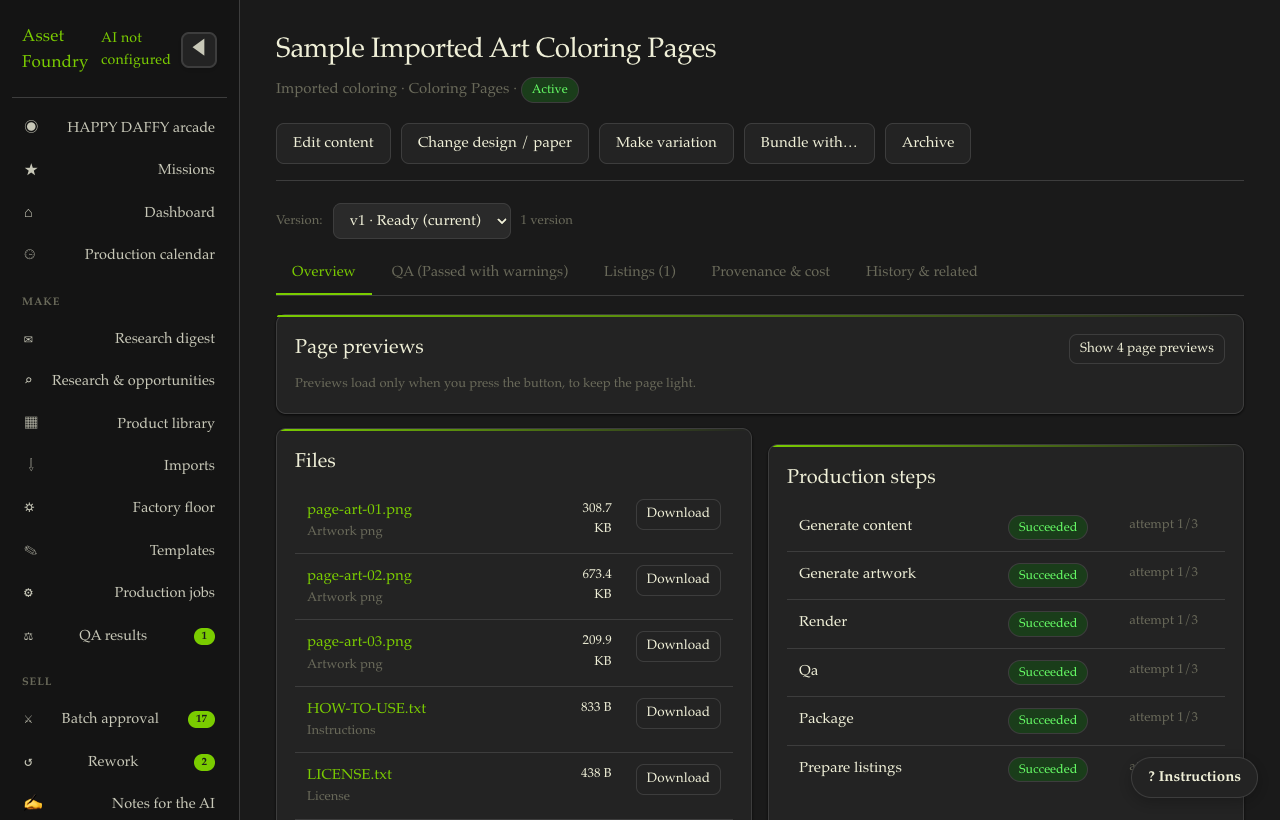 Asset Foundry
AI not configured
HAPPY DAFFY arcade
Missions
Dashboard
Production calendar
MAKE
Research digest
Research & opportunities
Product library
Imports
Factory floor
Templates
Production jobs
QA results 1
SELL
Batch approval 17
Rework 2
Notes for the AI
Sample Imported Art Coloring Pages
Imported coloring · Coloring Pages · Active
Edit content
Change design / paper
Make variation
Bundle with…
Archive
Version: v1 · Ready (current) 1 version
Overview
QA (Passed with warnings)
Listings (1)
Provenance & cost
History & related
Page previews
Show 4 page previews
Previews load only when you press the button, to keep the page light.
Files
page-art-01.png 308.7 KB Download
Artwork png
page-art-02.png 673.4 KB Download
Artwork png
page-art-03.png 209.9 KB Download
Artwork png
HOW-TO-USE.txt 833 B Download
Instructions
LICENSE.txt 438 B Download
License
Production steps
Generate content Succeeded attempt 1/3
Generate artwork Succeeded attempt 1/3
Render Succeeded attempt 1/3
Qa Succeeded attempt 1/3
Package Succeeded attempt 1/3
Prepare listings Succeeded
? Instructions